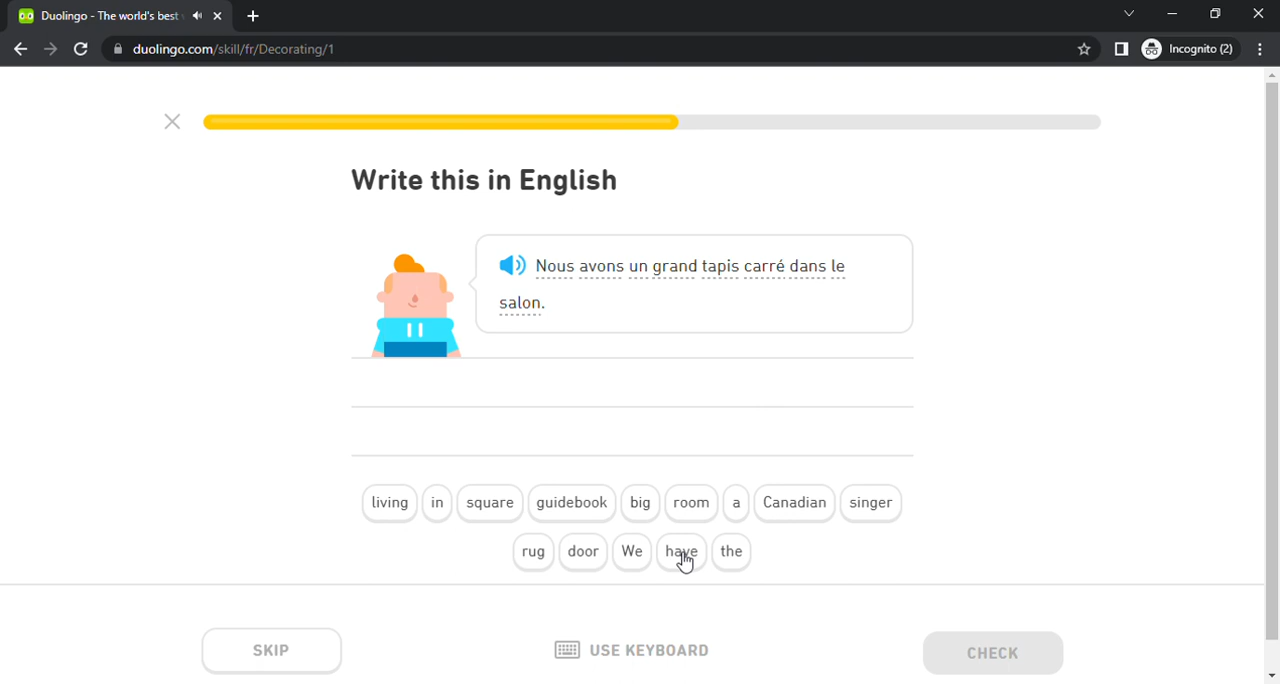 Duolingo - The world's best
duolingo.com/skill/fr/Decorating/1
Incognito (2)
Write this in English
Nous avons un grand tapis carré dans le
salon.
living in square guidebook big room a Canadian singer
rug door We have the
SKIP USE KEYBOARD CHECK